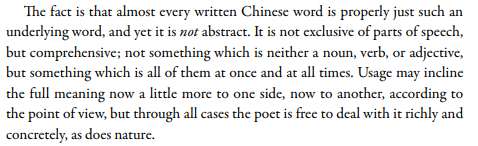 The fact is that almost every written Chinese word is properly just such an
underlying word, and yet it is not abstract. It is not exclusive of parts of speech,
but comprehensive; not something which is neither a noun, verb, or adjective,
but something which is all of them at once and at all times. Usage may incline
the full meaning now a little more to one side, now to another, according to
the point of view, but through all cases the poet is free to deal with it richly and
concretely, as does nature.